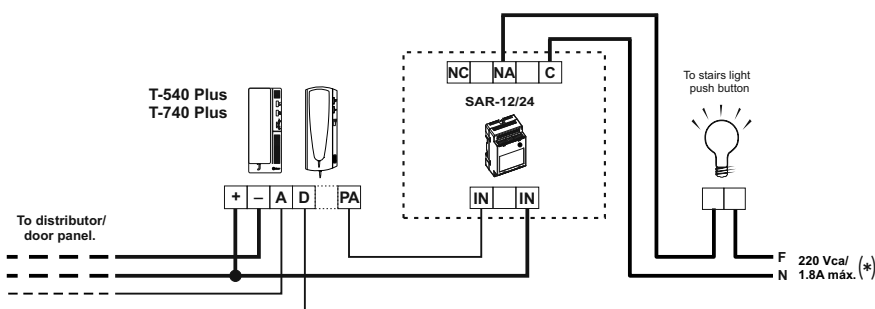 NC NA C
T-540 Plus
T-740 Plus
SAR-12/24
To stairs light
push button
+ – A D PA
IN IN
To distributor/
door panel.
F 220 Vca/
N 1.8A máx. (*)